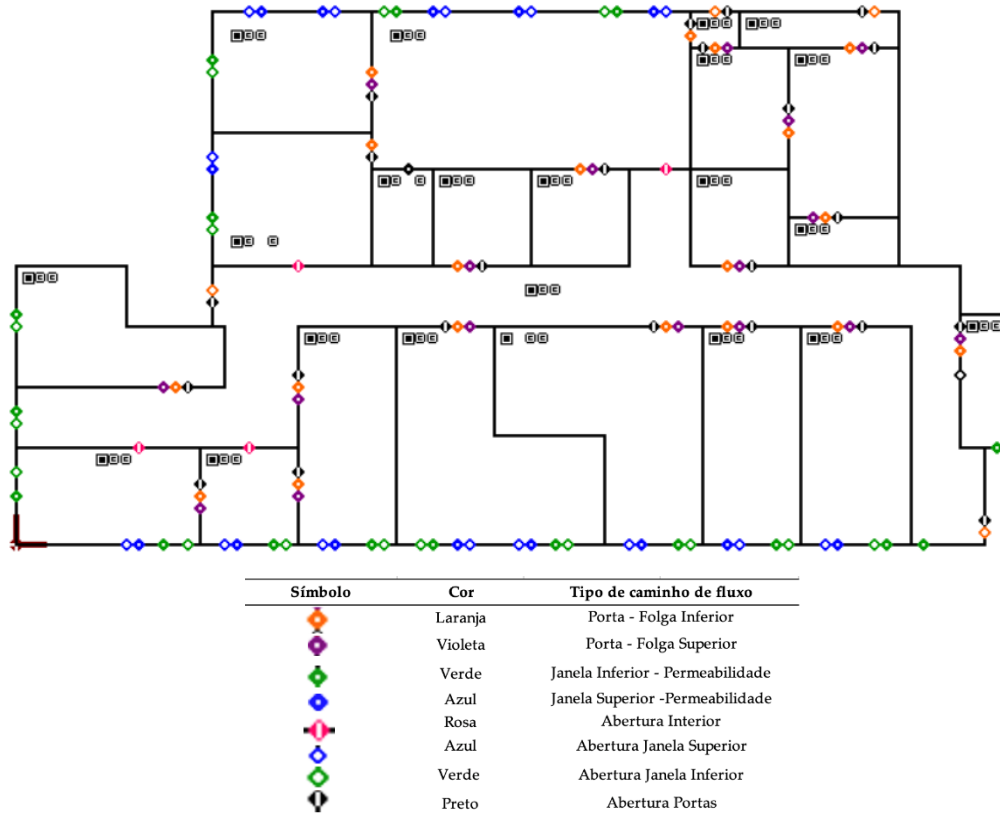 Símbolo Cor Tipo de caminho de fluxo
Laranja Porta - Folga Inferior
Violeta Porta - Folga Superior
Verde Janela Inferior - Permeabilidade
Azul Janela Superior -Permeabilidade
Rosa Abertura Interior
Azul Abertura Janela Superior
Verde Abertura Janela Inferior
Preto Abertura Portas